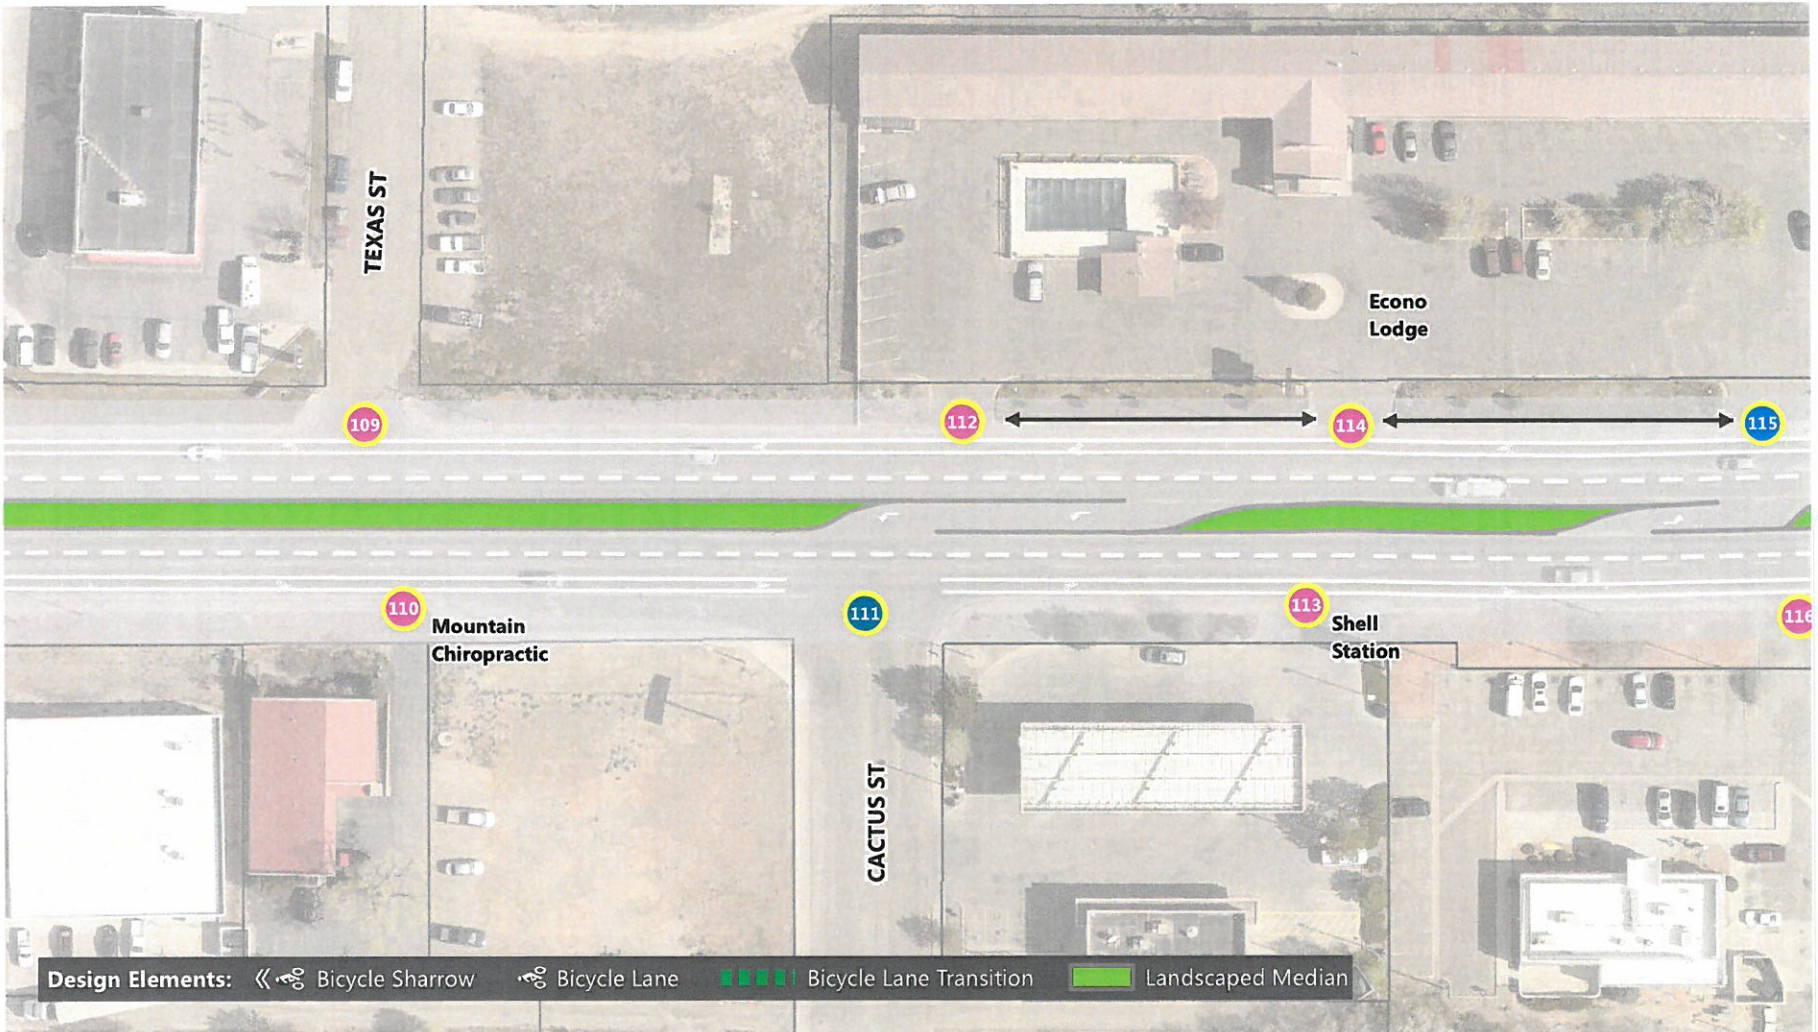 TEXAS ST
Econo
Lodge
109
112
114
115
110
Mountain
Chiropractic
111
113
Shell
Station
116
CACTUS ST
Design Elements: Bicycle Sharrow Bicycle Lane Bicycle Lane Transition Landscaped Median